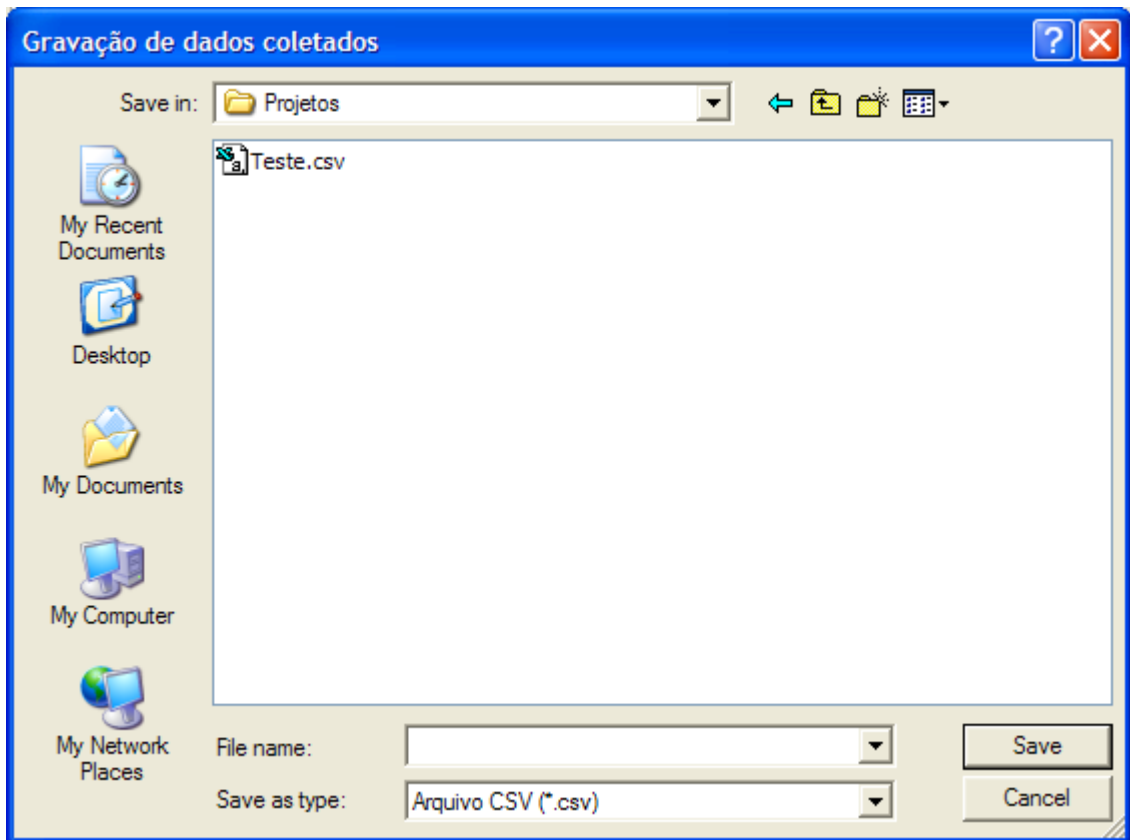 Gravação de dados coletados
Save in:
Projetos
Teste.csv
My Recent
Documents
Desktop
My Documents
My Computer
My Network
Places
File name:
Save
Save as type:
Arquivo CSV (*.csv)
Cancel